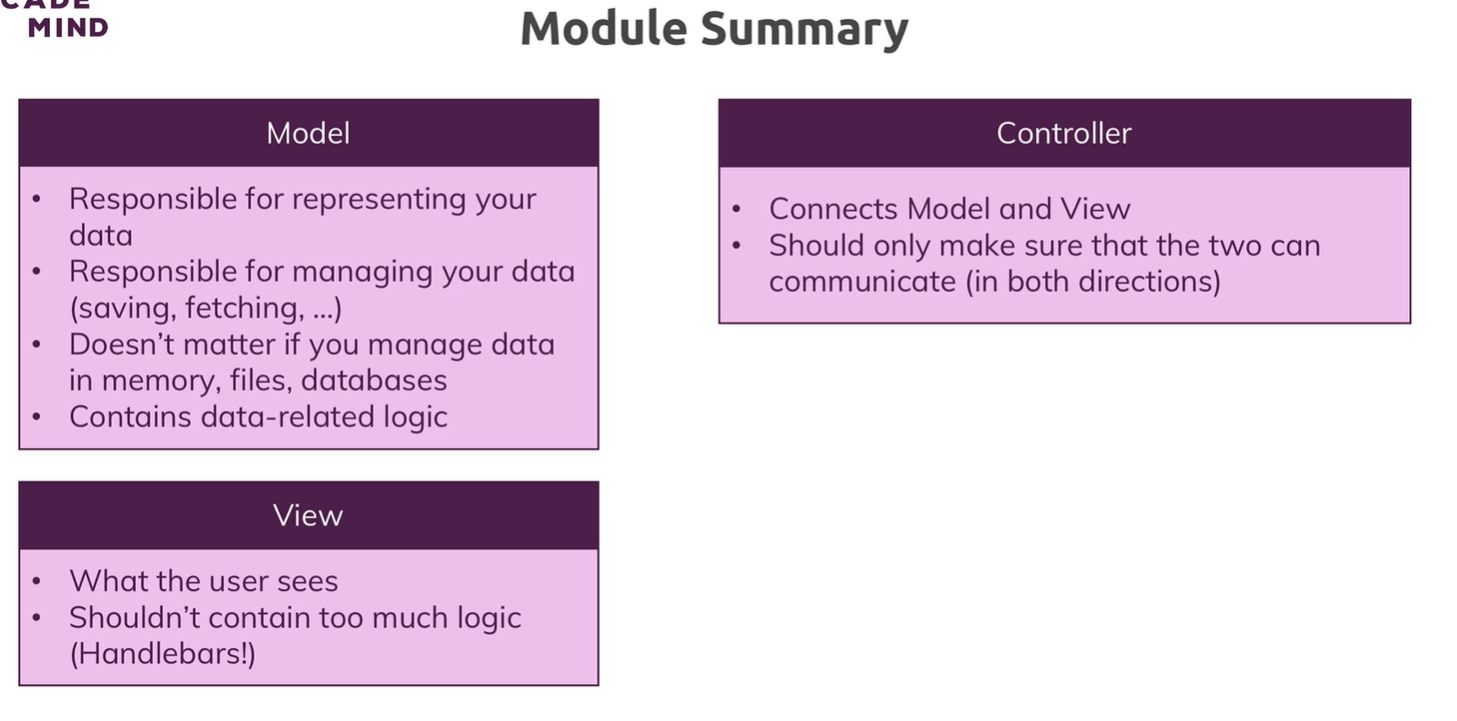 MIND
Module Summary
Model
• Responsible for representing your
data
• Responsible for managing your data
(saving, fetching, ...)
• Doesn’t matter if you manage data
in memory, files, databases
• Contains data-related logic
View
• What the user sees
• Shouldn’t contain too much logic
(Handlebars!)
Controller
• Connects Model and View
• Should only make sure that the two can
communicate (in both directions)